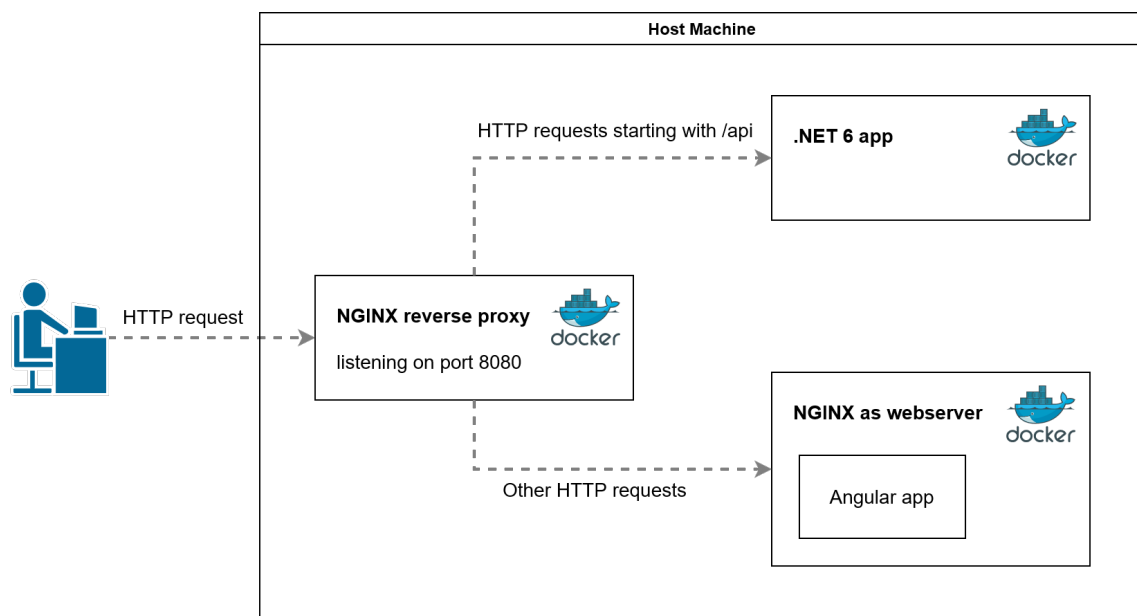 Host Machine
HTTP requests starting with /api
.NET 6 app
docker
HTTP request
NGINX reverse proxy
docker
listening on port 8080
NGINX as webserver
docker
Other HTTP requests
Angular app